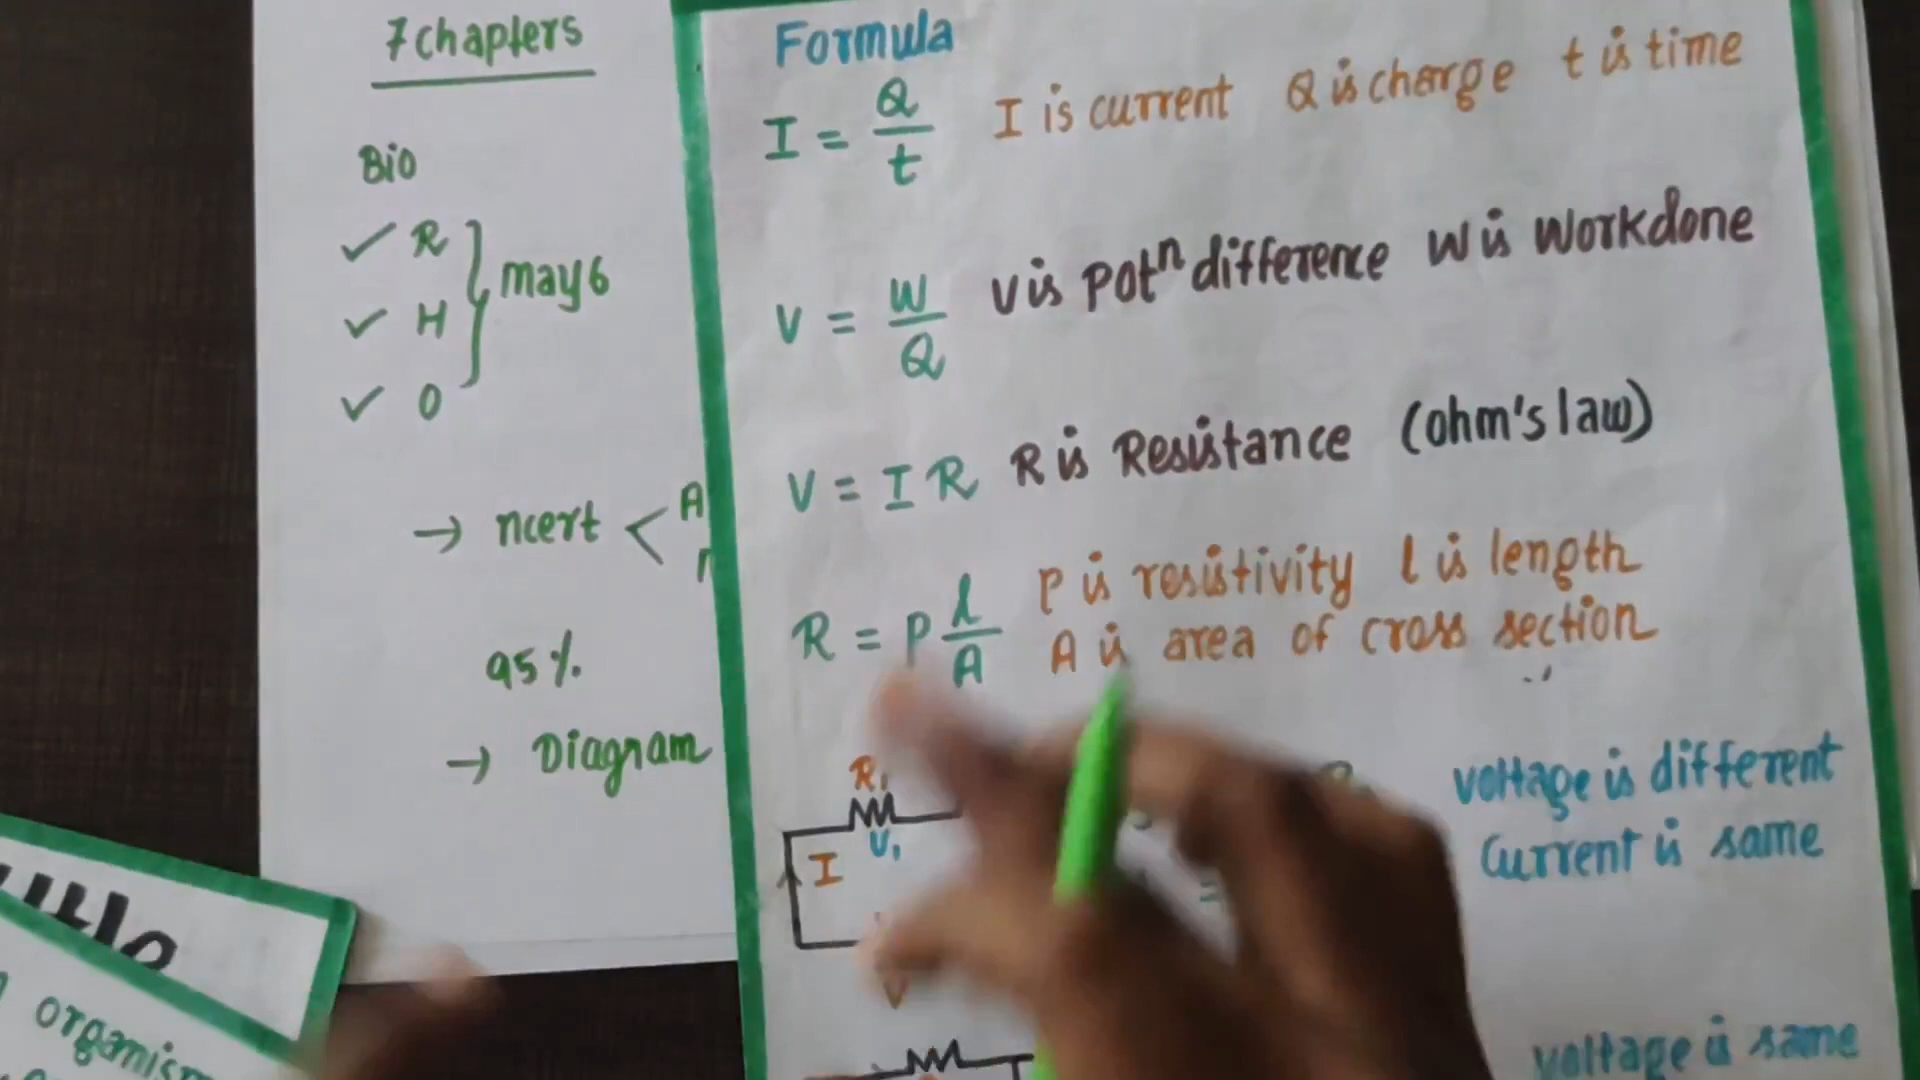 7 chapters
Bio
✓ R
✓ H
✓ O
may 6
→ ncert < A
95%
→ Diagram
organism
Formula
I = Q/t I is current Q is charge t is time
V = W/Q V is Potⁿ difference W is Workdone
V = IR R is Resistance (ohm's law)
R = ρ l/A ρ is resistivity l is length
A is area of cross section
R₁
V₁
I
V
voltage is different
Current is same
voltage is same